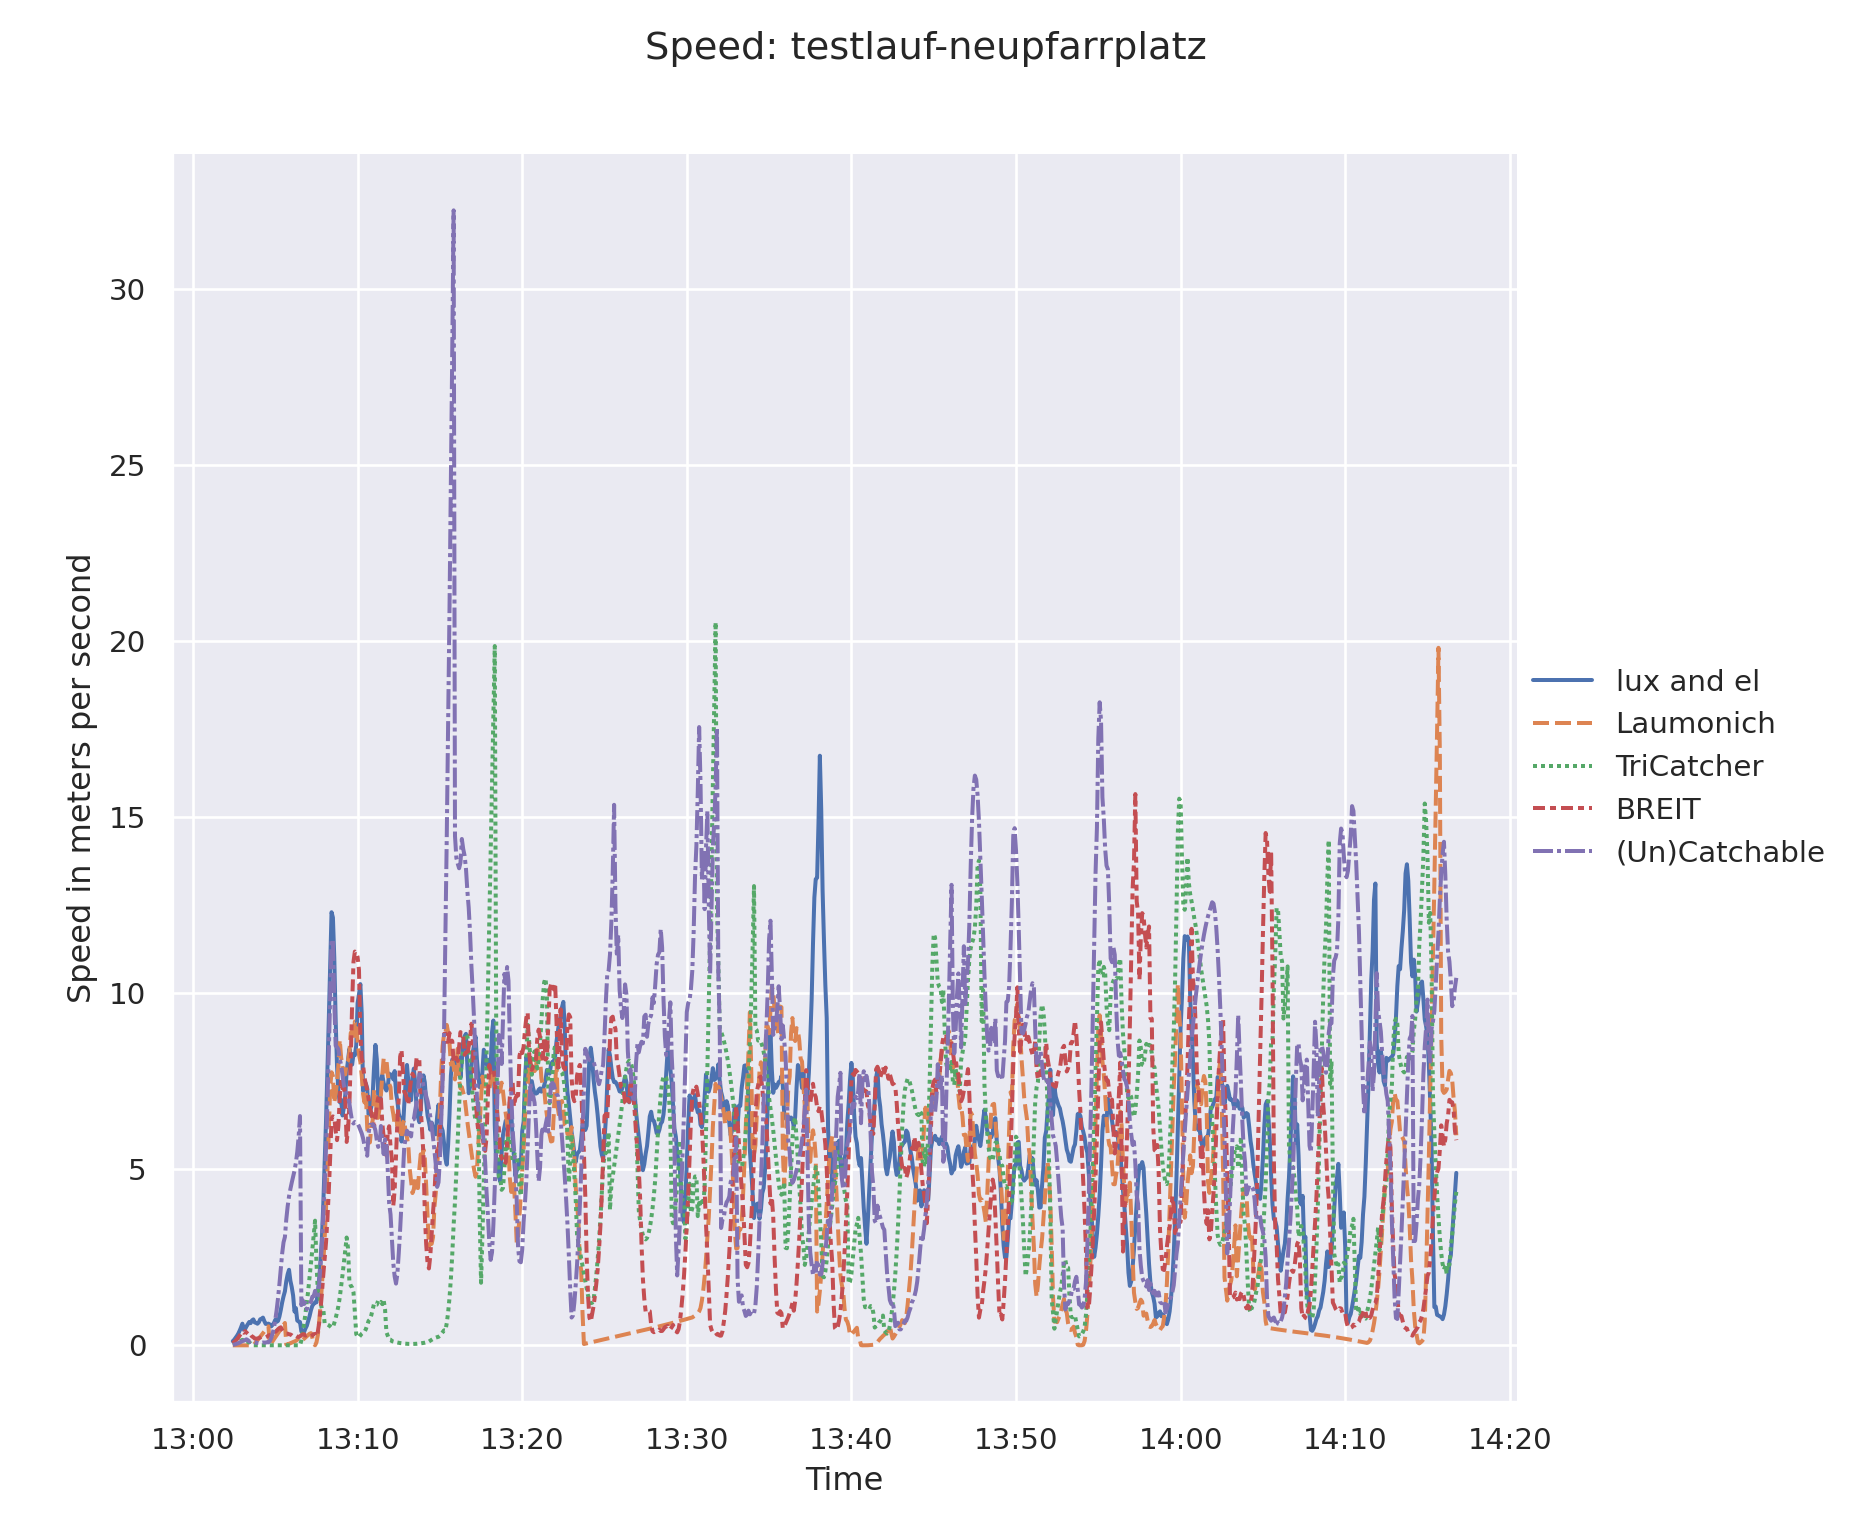 Speed: testlauf-neupfarrplatz
Speed in meters per second
30
25
20
15
10
5
0
13:00 13:10 13:20 13:30 13:40 13:50 14:00 14:10 14:20
Time
lux and el
Laumonich
TriCatcher
BREIT
(Un)Catchable